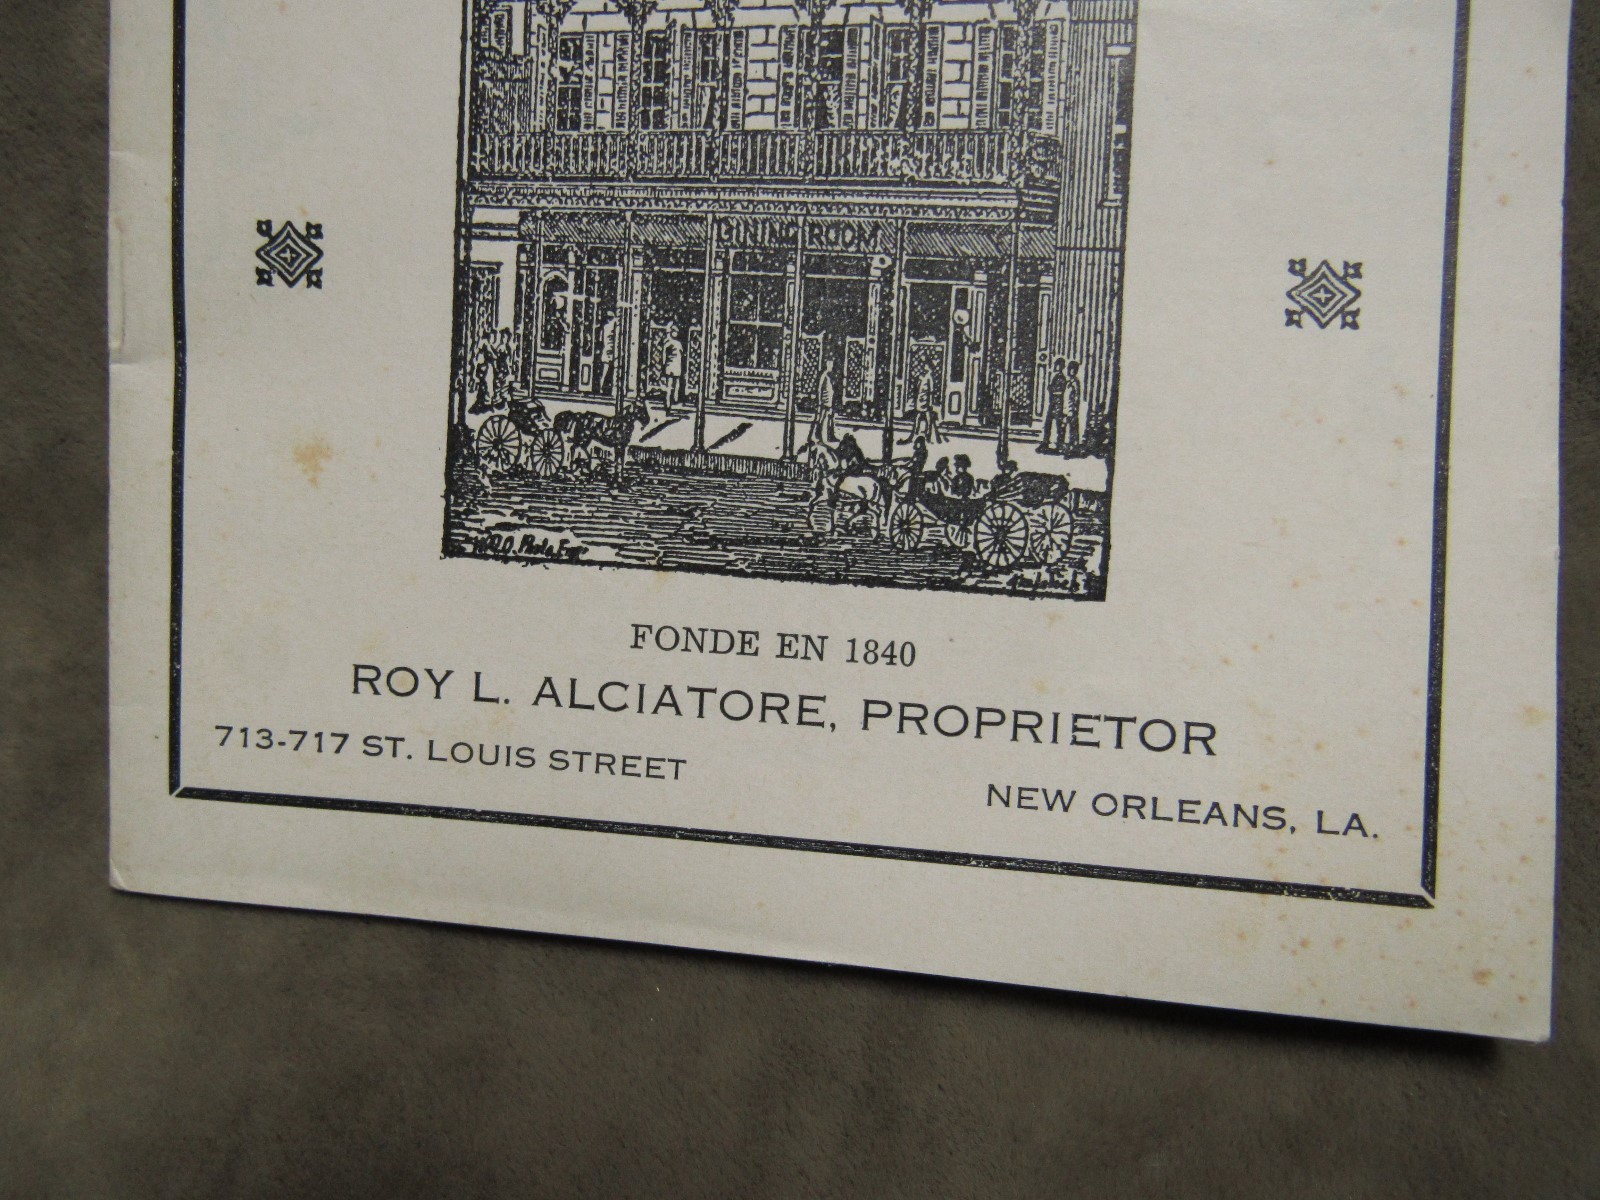 DINING ROOM
FONDE EN 1840
ROY L. ALCIATORE, PROPRIETOR
713-717 ST. LOUIS STREET
NEW ORLEANS, LA.